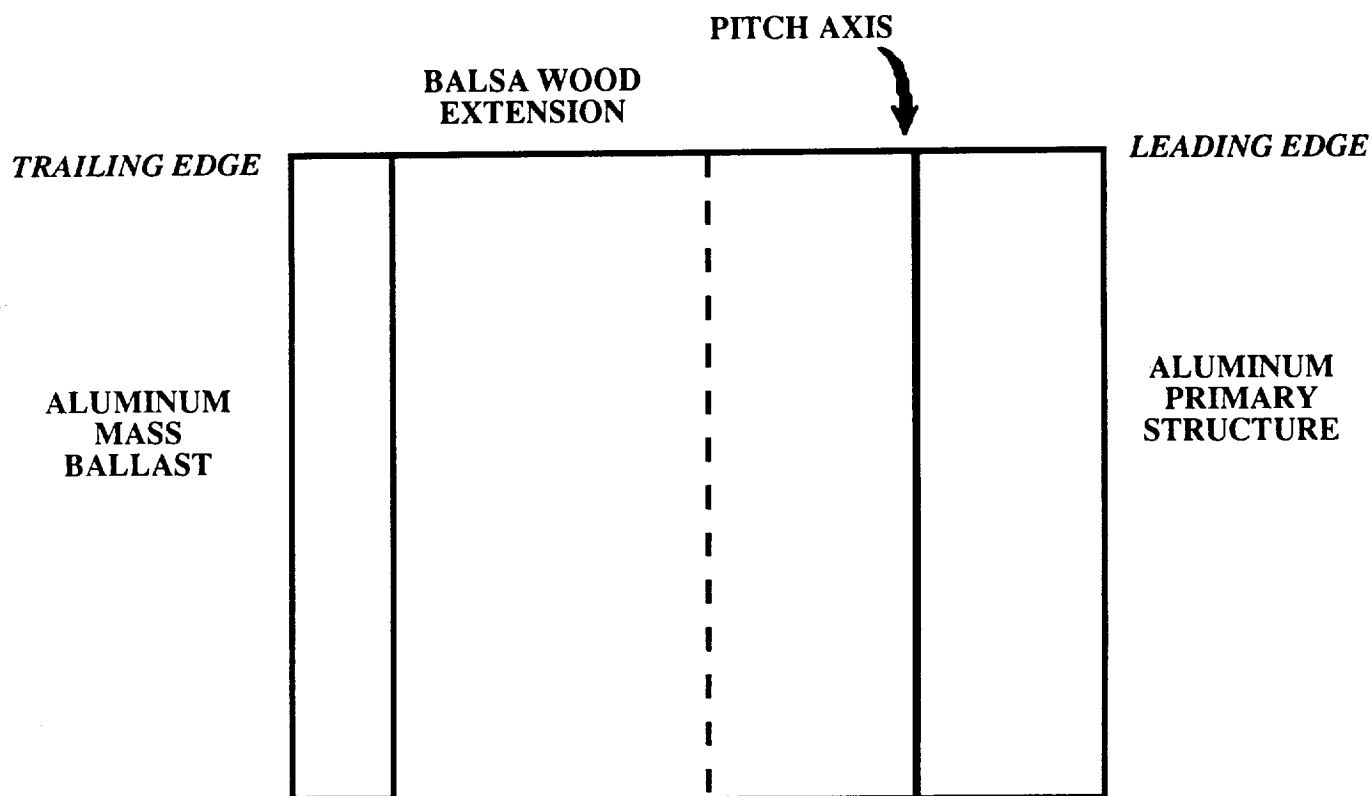 PITCH AXIS
BALSA WOOD
EXTENSION
TRAILING EDGE
LEADING EDGE
ALUMINUM
MASS
BALLAST
ALUMINUM
PRIMARY
STRUCTURE